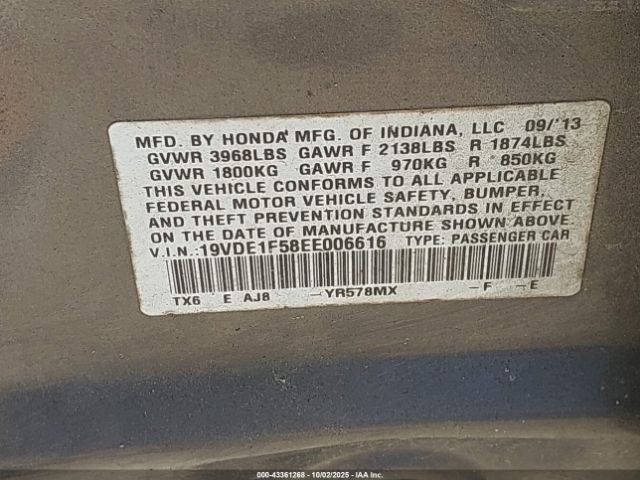 MFD. BY HONDA MFG. OF INDIANA, LLC 09/'13
GVWR 3968LBS GAWR F 2138LBS R 1874LBS
GVWR 1800KG GAWR F 970KG R 850KG
THIS VEHICLE CONFORMS TO ALL APPLICABLE
FEDERAL MOTOR VEHICLE SAFETY, BUMPER,
AND THEFT PREVENTION STANDARDS IN EFFECT
ON THE DATE OF MANUFACTURE SHOWN ABOVE.
V.I.N.:19VDE1F58EE006616 TYPE: PASSENGER CAR
TX6 E AJ8 –YR578MX –F –E
000-43361268 - 10/02/2025 - IAA Inc.